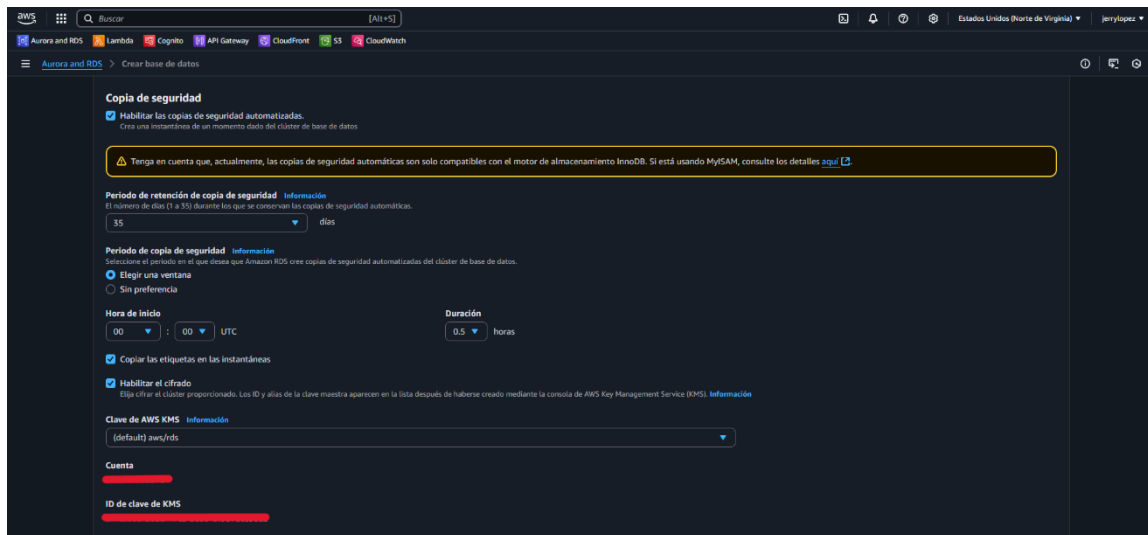 aws
Buscar [Alt+S]
Estados Unidos (Norte de Virginia) jerrylopez
Aurora and RDS Lambda Cognito API Gateway CloudFront S3 CloudWatch
Aurora and RDS > Crear base de datos
Copia de seguridad
Habilitar las copias de seguridad automatizadas.
Crea una instantánea de un momento dado del clúster de base de datos
Tenga en cuenta que, actualmente, las copias de seguridad automáticas son solo compatibles con el motor de almacenamiento InnoDB. Si está usando MyISAM, consulte los detalles aquí.
Periodo de retención de copia de seguridad Información
El número de días (1 a 35) durante los que se conservan las copias de seguridad automáticas.
35 días
Periodo de copia de seguridad Información
Seleccione el período en el que desea que Amazon RDS cree copias de seguridad automatizadas del clúster de base de datos.
Elegir una ventana
Sin preferencia
Hora de inicio Duración
00 : 00 UTC 0.5 horas
Copiar las etiquetas en las instantáneas
Habilitar el cifrado
Elija cifrar el clúster proporcionado. Los ID y alias de la clave maestra aparecen en la lista después de haberse creado mediante la consola de AWS Key Management Service (KMS). Información
Clave de AWS KMS Información
(default) aws/rds
Cuenta
ID de clave de KMS